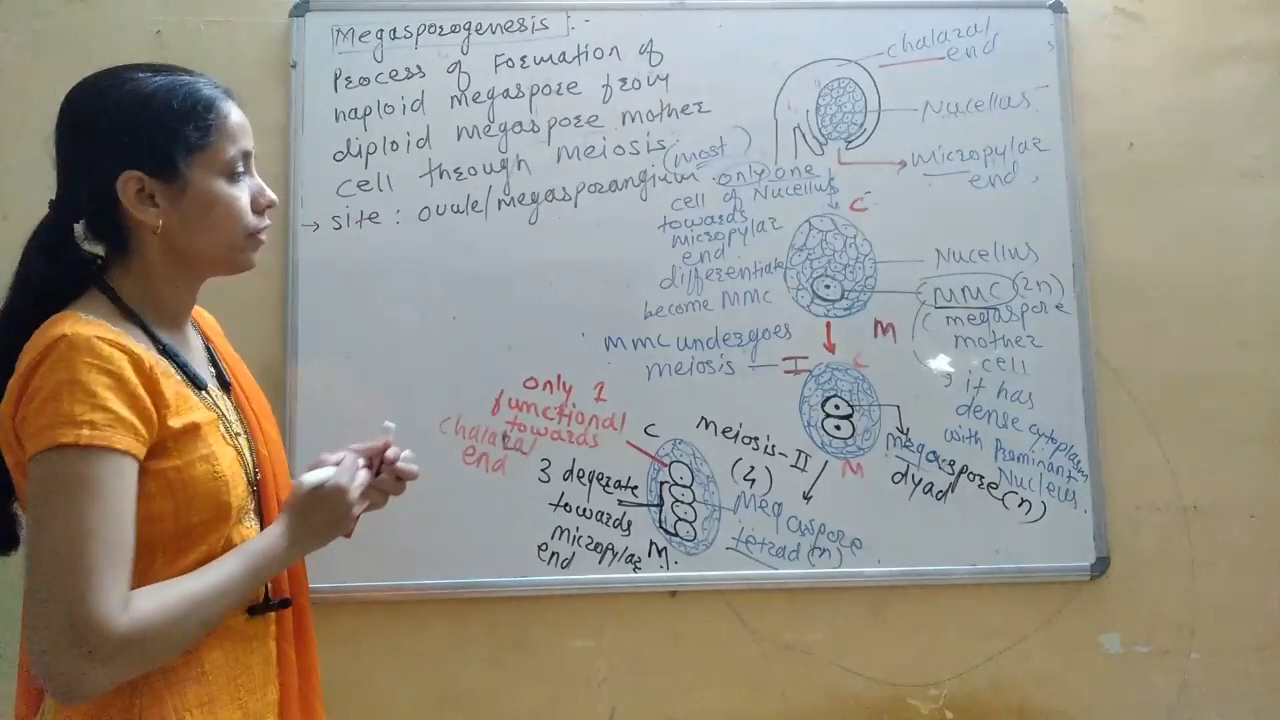 Megasporogenesis :-
Process of Formation of
haploid megaspore from
diploid megaspore mother
cell through meiosis.
→ site : ovule/megasporangium
chalazal
end
Nucellus
micropylar
end
(most)
only one
cell of Nucellus
towards
micropylar
end
differentiate
become MMC
C
Nucellus
MMC (2n)
(megaspore
mother
cell
it has
dense cytoplasm
with Prominant
Nucleus.
M
MMC undergoes
meiosis — I
C
M
megaspore (n)
dyad
meiosis-II
(4)
Megaspore
tetrad (n)
C
M.
only 1
functional
towards
chalazal
end
3 degerate
towards
micropylar
end